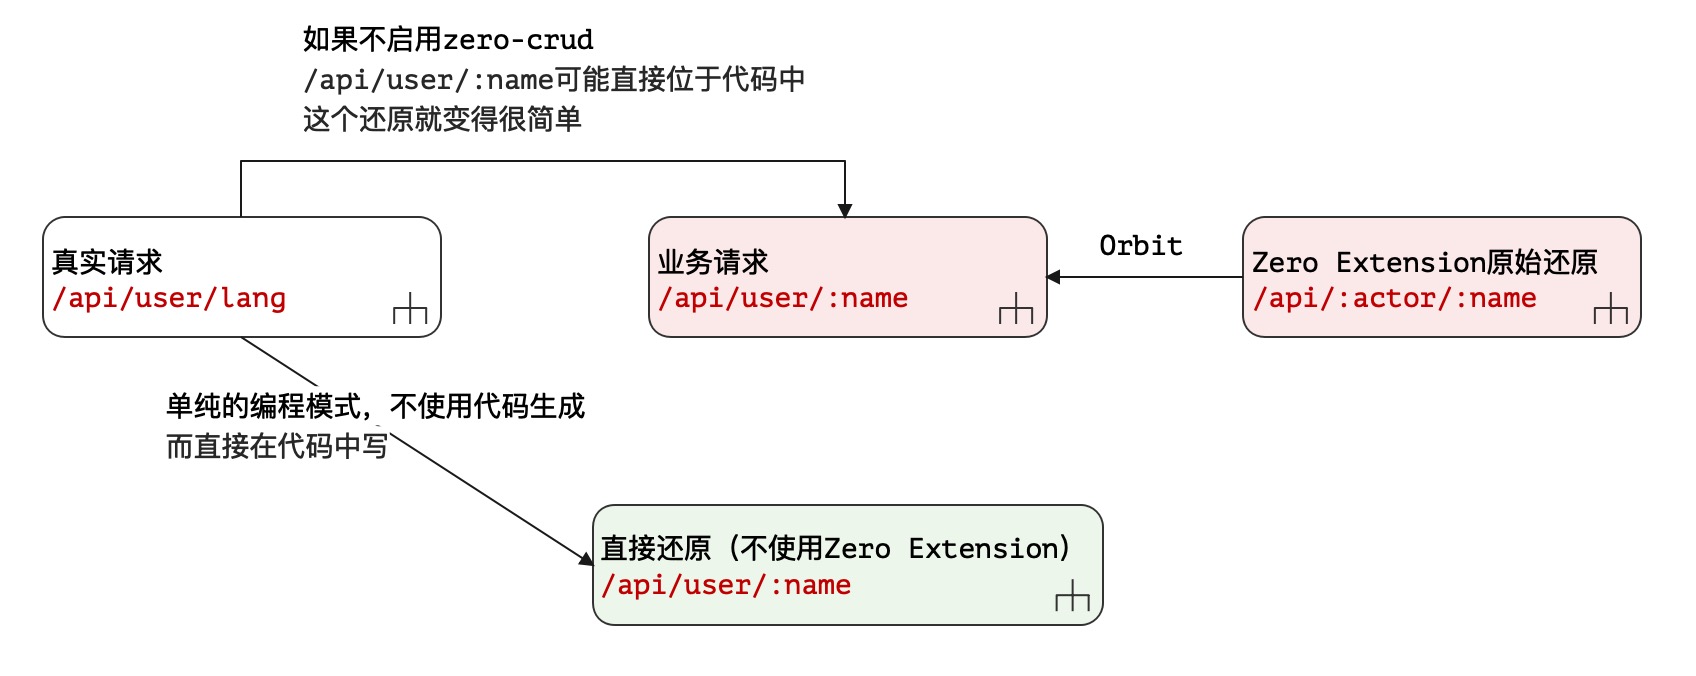 如果不启用zero-crud
/api/user/:name可能直接位于代码中
这个还原就变得很简单
真实请求
/api/user/lang
业务请求
/api/user/:name
Orbit
Zero Extension原始还原
/api/:actor/:name
单纯的编程模式，不使用代码生成
而直接在代码中写
直接还原（不使用Zero Extension）
/api/user/:name